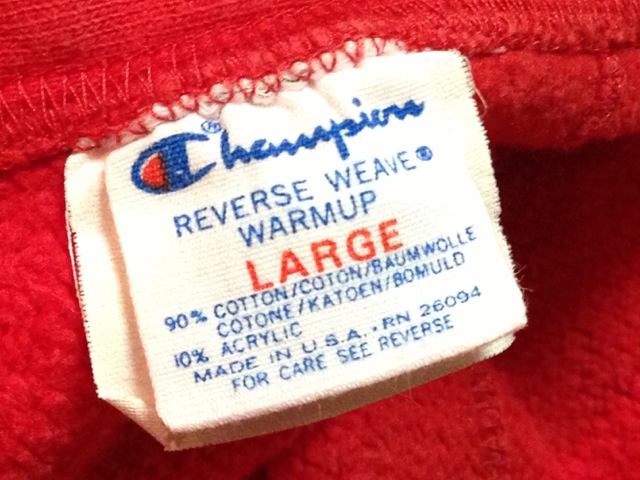 Champion®
REVERSE WEAVE®
WARMUP
LARGE
90% COTTON/COTON/BAUMWOLLE
COTONE/KATOEN/BOMULD
10% ACRYLIC
MADE IN U.S.A. . RN 26094
FOR CARE SEE REVERSE